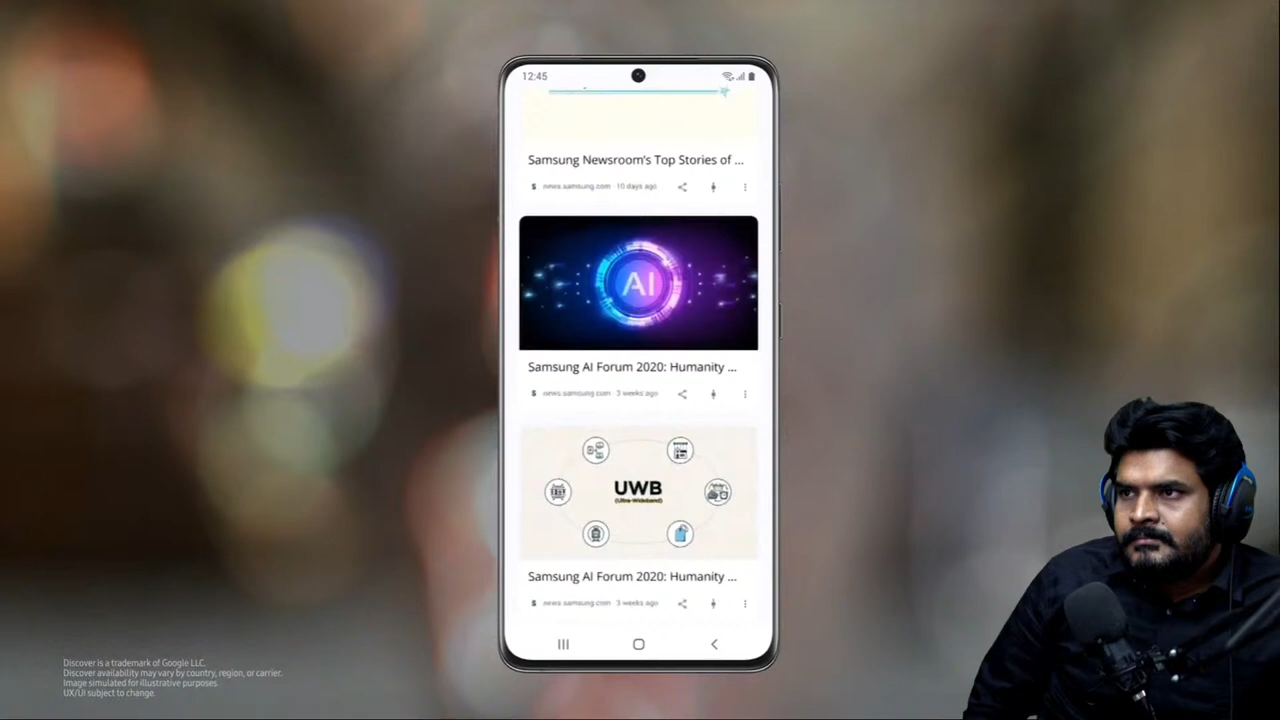 12:45
Samsung Newsroom's Top Stories of ...
S news.samsung.com · 10 days ago
AI
Samsung AI Forum 2020: Humanity ...
S news.samsung.com · 3 weeks ago
UWB
(Ultra-Wideband)
Samsung AI Forum 2020: Humanity ...
S news.samsung.com · 3 weeks ago
Discover is a trademark of Google LLC.
Discover availability may vary by country, region, or carrier.
Image simulated for illustrative purposes.
UX/UI subject to change.